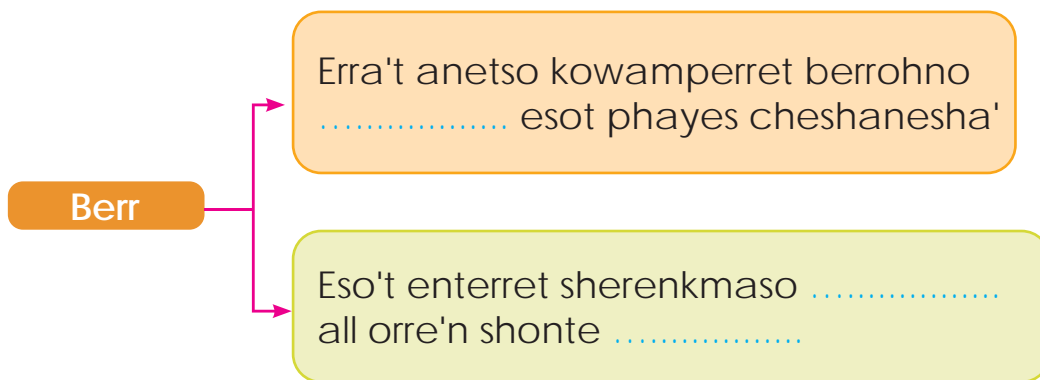 Erra't anetso kowamperret berrohno
.................. esot phayes cheshanesha'
Berr
Eso't enterret sherenkmaso ..................
all orre'n shonte ..................